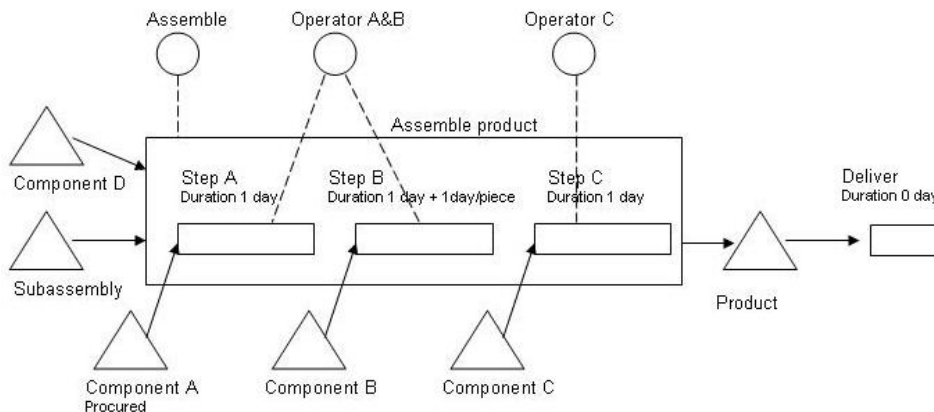 Assemble
Operator A&B
Operator C
Assemble product
Component D
Step A
Duration 1 day
Step B
Duration 1 day + 1day/piece
Step C
Duration 1 day
Deliver
Duration 0 day
Subassembly
Product
Component A
Procured
Component B
Component C